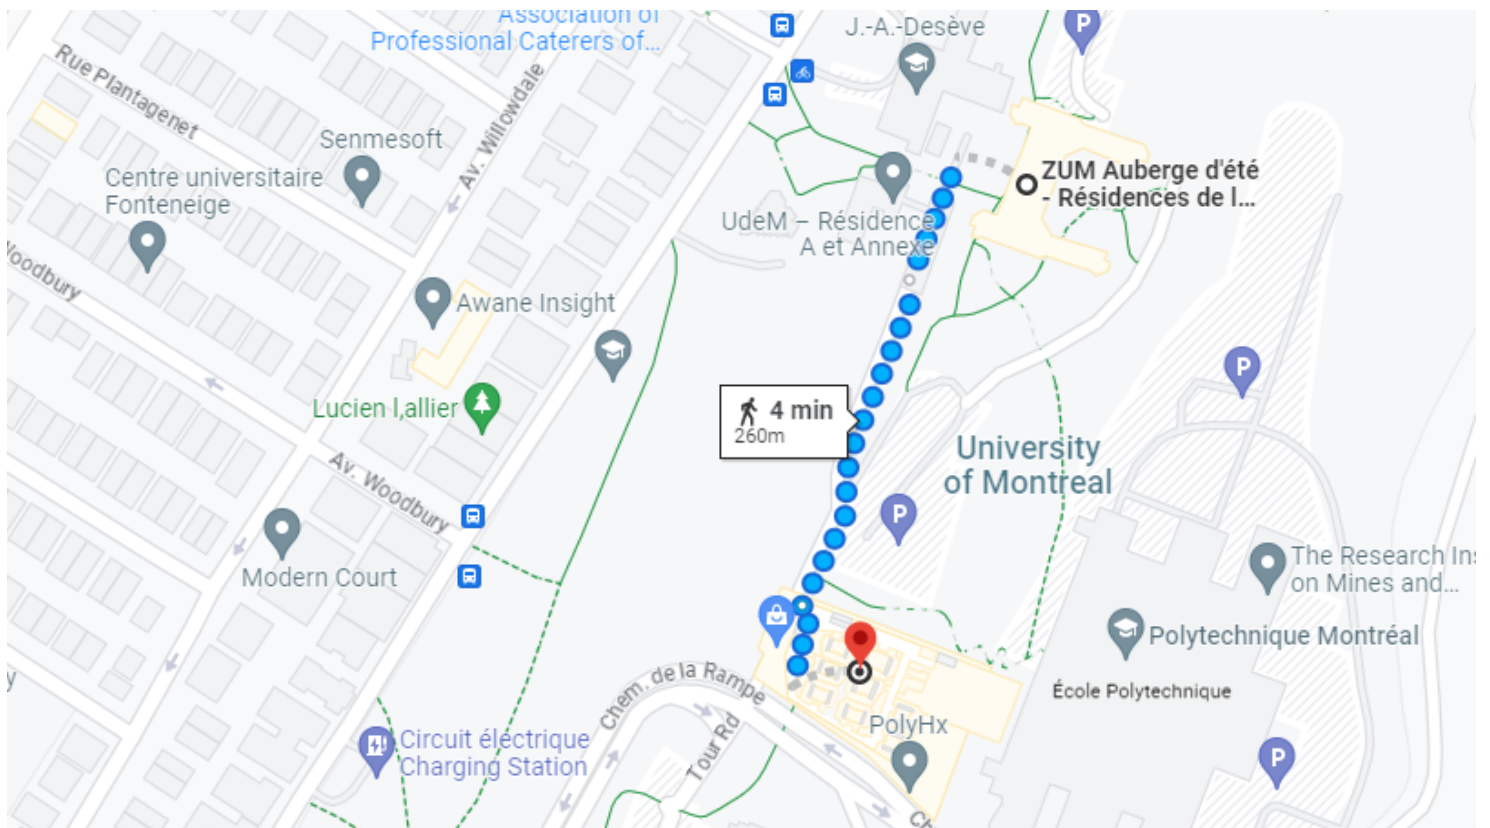 Association of
Professional Caterers of...
J.-A.-Desève
P
Rue Plantagenet
Av. Willowdale
Senmesoft
Centre universitaire
Fonteneige
ZUM Auberge d'été
- Résidences de l...
UdeM – Résidence
A et Annexe
Woodbury
Awane Insight
P
Lucien l,allier
4 min
260m
University
of Montreal
Av. Woodbury
P
Modern Court
The Research Ins
on Mines and...
Polytechnique Montréal
École Polytechnique
Chem. de la Rampe
y
PolyHx
Tour Rd
Circuit électrique
Charging Station
P
Ch